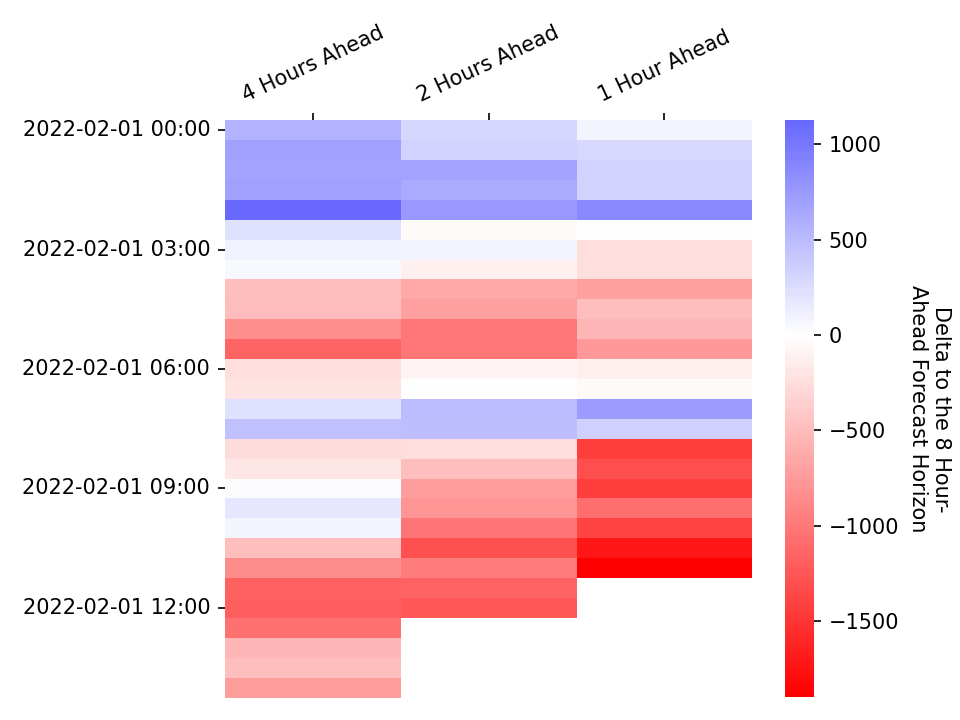 4 Hours Ahead
2 Hours Ahead
1 Hour Ahead
2022-02-01 00:00
2022-02-01 03:00
2022-02-01 06:00
2022-02-01 09:00
2022-02-01 12:00
1000
500
0
−500
−1000
−1500
Delta to the 8 Hour-
Ahead Forecast Horizon